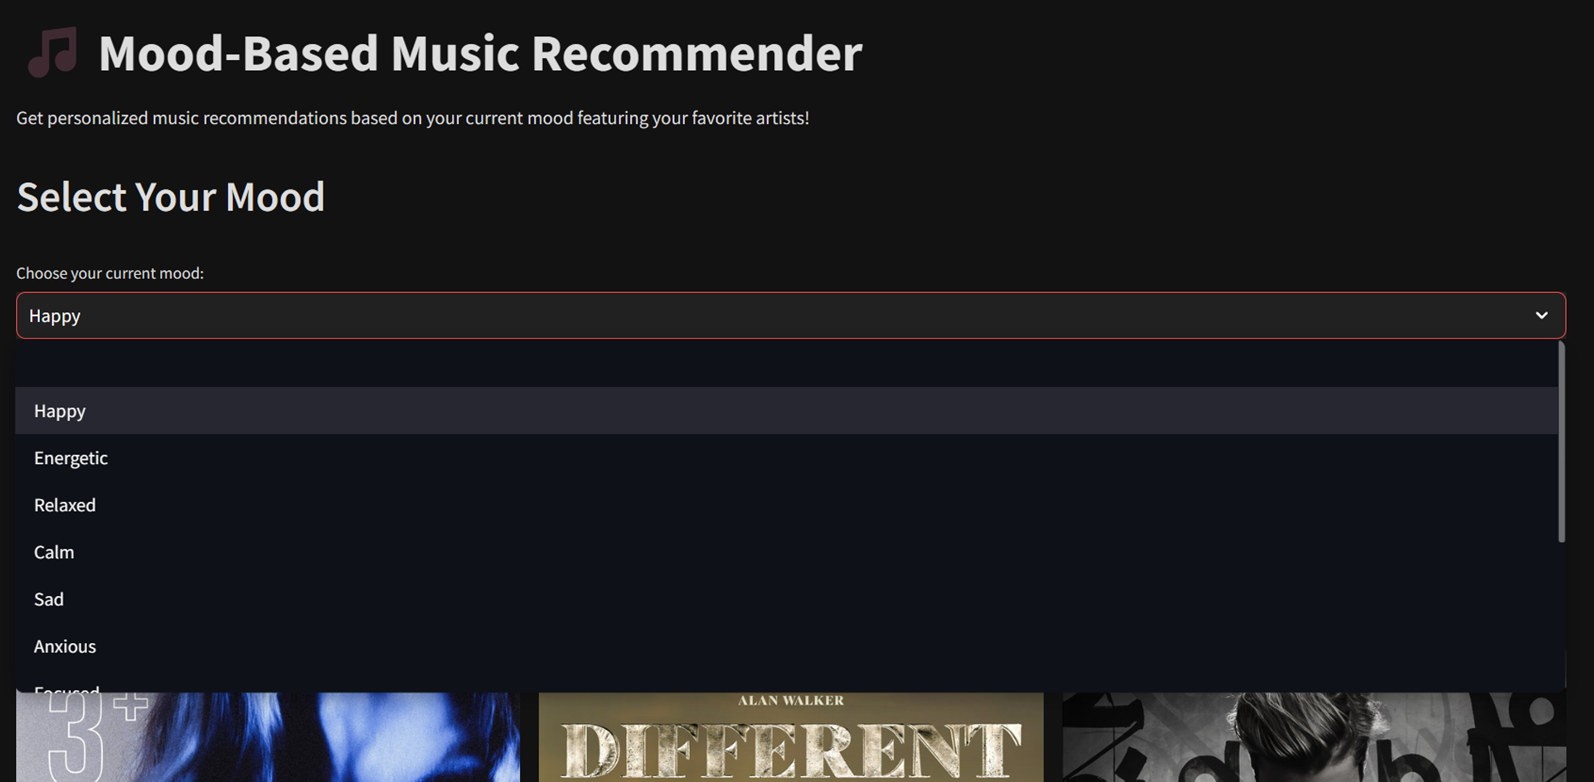 Mood-Based Music Recommender
Get personalized music recommendations based on your current mood featuring your favorite artists!
Select Your Mood
Choose your current mood:
Happy
Happy
Energetic
Relaxed
Calm
Sad
Anxious
Focused
3+
ALAN WALKER
DIFFERENT